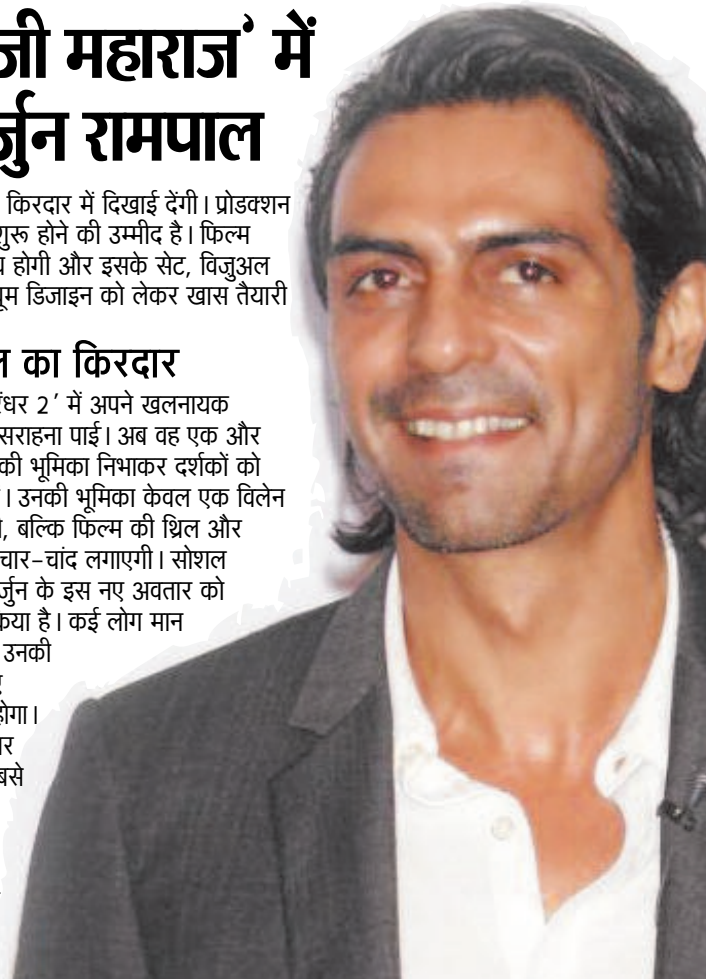 जी महाराज’ में
र्जुन रामपाल
किरदार में दिखाई देंगी। प्रोडक्शन
शुरू होने की उम्मीद है। फिल्म
होगी और इसके सेट, विज़ुअल
डिजाइन को लेकर खास तैयारी
का किरदार
रंधर 2’ में अपने खलनायक
सराहना पाई। अब वह एक और
की भूमिका निभाकर दर्शकों को
। उनकी भूमिका केवल एक विलेन
, बल्कि फिल्म की थ्रिल और
चार-चांद लगाएगी। सोशल
र्जुन के इस नए अवतार को
कया है। कई लोग मान
उनकी
होगा।
बसे